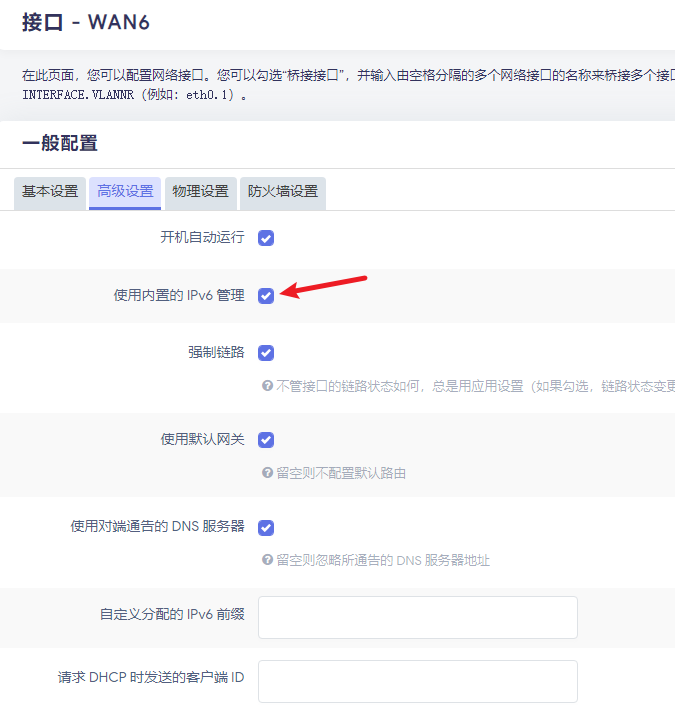 接口 - WAN6
在此页面，您可以配置网络接口。您可以勾选“桥接接口”，并输入由空格分隔的多个网络接口的名称来桥接多个接口
INTERFACE.VLANNR（例如：eth0.1）。
一般配置
基本设置 高级设置 物理设置 防火墙设置
开机自动运行
使用内置的 IPv6 管理
强制链路
不管接口的链路状态如何，总是用应用设置（如果勾选，链路状态变更
使用默认网关
留空则不配置默认路由
使用对端通告的 DNS 服务器
留空则忽略所通告的 DNS 服务器地址
自定义分配的 IPv6 前缀
请求 DHCP 时发送的客户端 ID